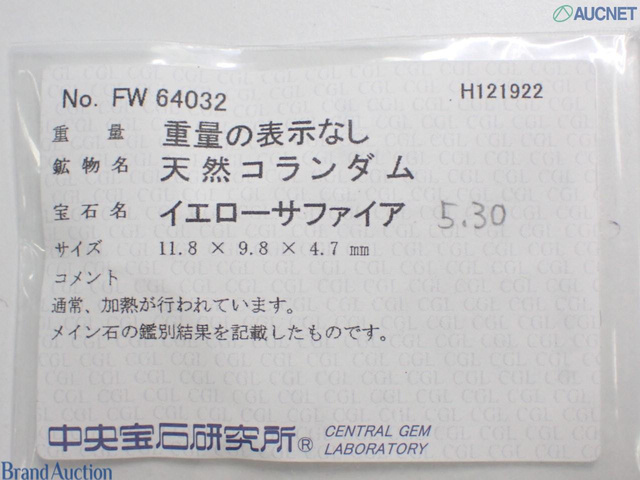 AUCNET
No. FW 64032
H121922
重量 重量の表示なし
鉱物名 天然コランダム
宝石名 イエローサファイア 5.30
サイズ 11.8 × 9.8 × 4.7 mm
コメント
通常、加熱が行われています。
メイン石の鑑別結果を記載したものです。
中央宝石研究所® CENTRAL GEM LABORATORY
Brand Auction